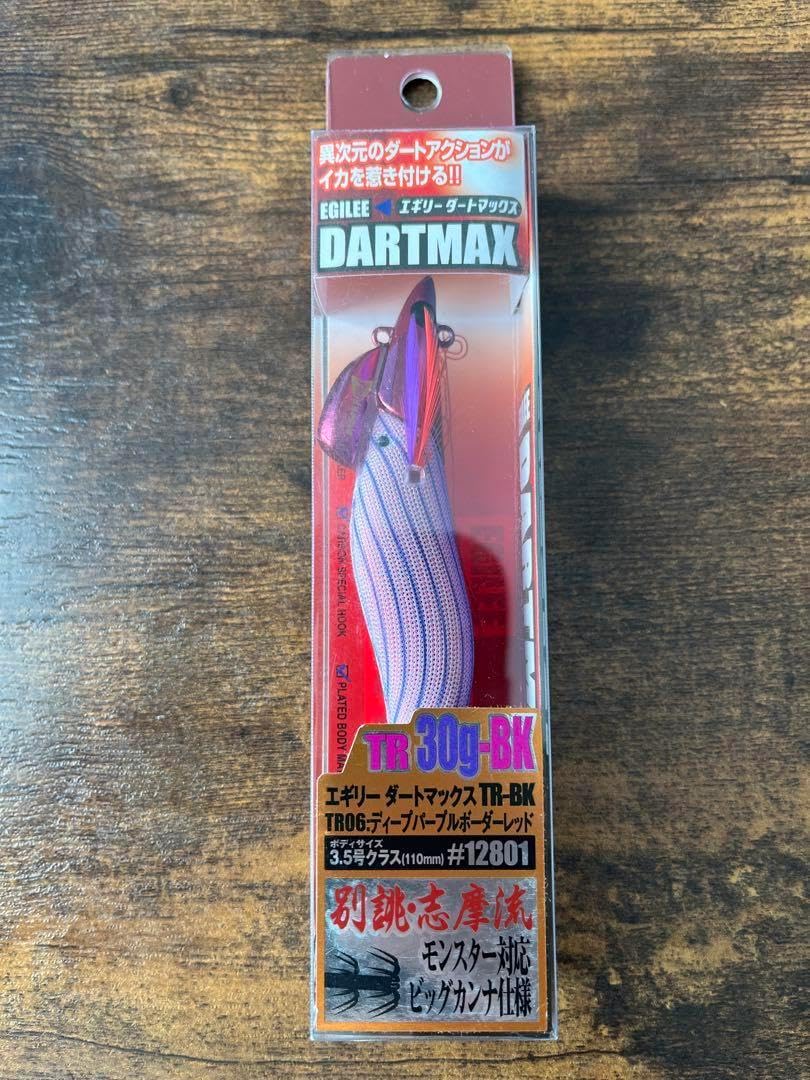 異次元のダートアクションが
イカを惹き付ける!!
EGILEE エギリーダートマックス
DARTMAX
SPECIAL HOOK
PLATED BODY MA
TR 30g-BK
エギリー ダートマックス TR-BK
TR06:ディープパープルボーダーレッド
ボディサイズ
3.5号クラス(110mm) #12801
別誂・志摩流
モンスター対応
ビッグカンナ仕様